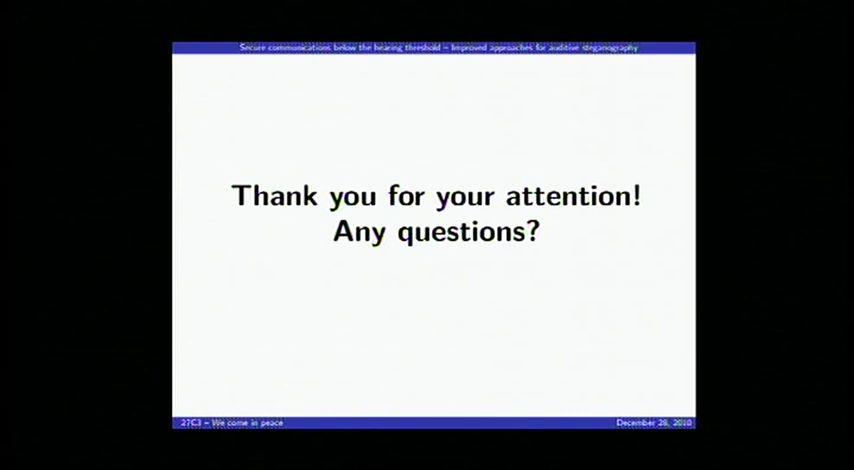 Secure communications below the hearing threshold – Improved approaches for auditive steganography
Thank you for your attention!
Any questions?
27C3 – We come in peace
December 28, 2010